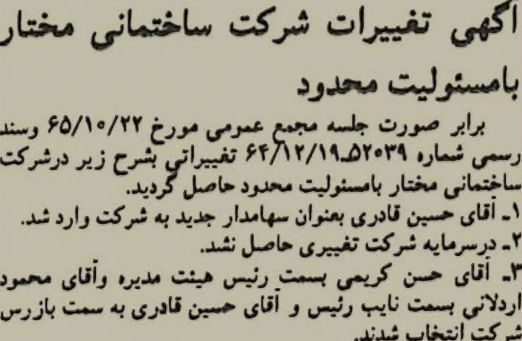 آگهی تغییرات شرکت ساختمانی مختار
بامسئولیت محدود
برابر صورت جلسه مجمع عمومی مورخ ۶۵/۱۰/۲۲ وسند
رسمی شماره ۵۲۰۳۹ـ۶۴/۱۲/۱۹ تغییراتی بشرح زیر درشرکت
ساختمانی مختار بامسئولیت محدود حاصل گردید.
۱ـ آقای حسین قادری بعنوان سهامدار جدید به شرکت وارد شد.
۲ـ درسرمایه شرکت تغییری حاصل نشد.
۳ـ آقای حسن کریمی بسمت رئیس هیئت مدیره وآقای محمود
اردلانی بسمت نایب رئیس و آقای حسین قادری به سمت بازرس
شرکت انتخاب شدند.